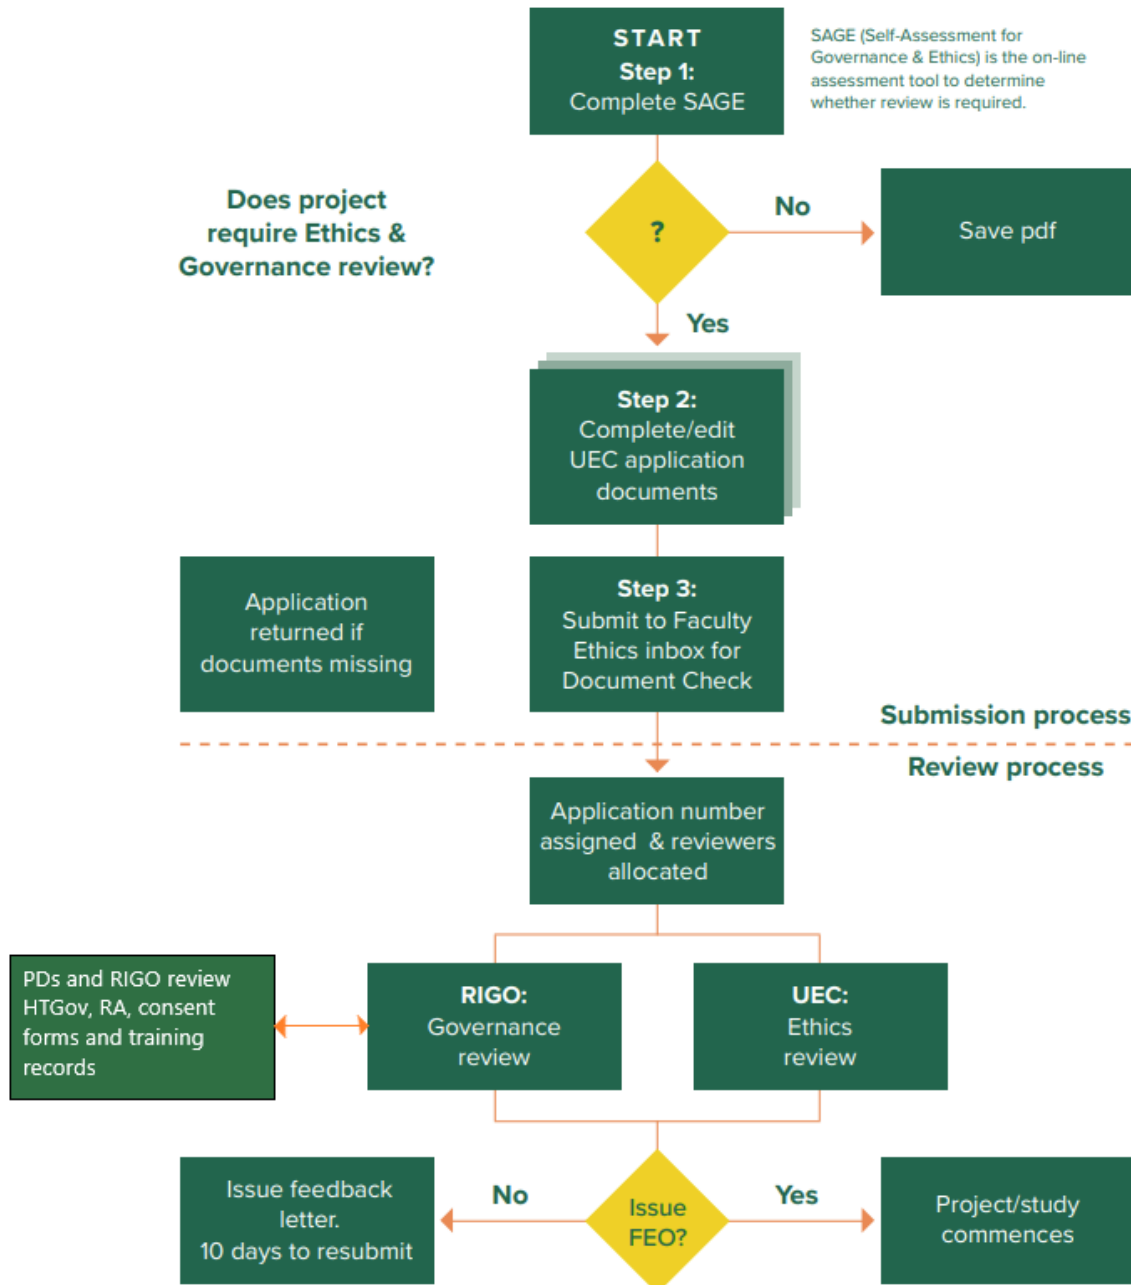 START
Step 1:
Complete SAGE
SAGE (Self-Assessment for
Governance & Ethics) is the on-line
assessment tool to determine
whether review is required.
Does project
require Ethics &
Governance review?
?
No
Save pdf
Yes
Step 2:
Complete/edit
UEC application
documents
Application
returned if
documents missing
Step 3:
Submit to Faculty
Ethics inbox for
Document Check
Submission process
Review process
Application number
assigned & reviewers
allocated
PDs and RIGO review
HTGov, RA, consent
forms and training
records
RIGO:
Governance
review
UEC:
Ethics
review
Issue feedback
letter.
10 days to resubmit
No
Issue
FEO?
Yes
Project/study
commences